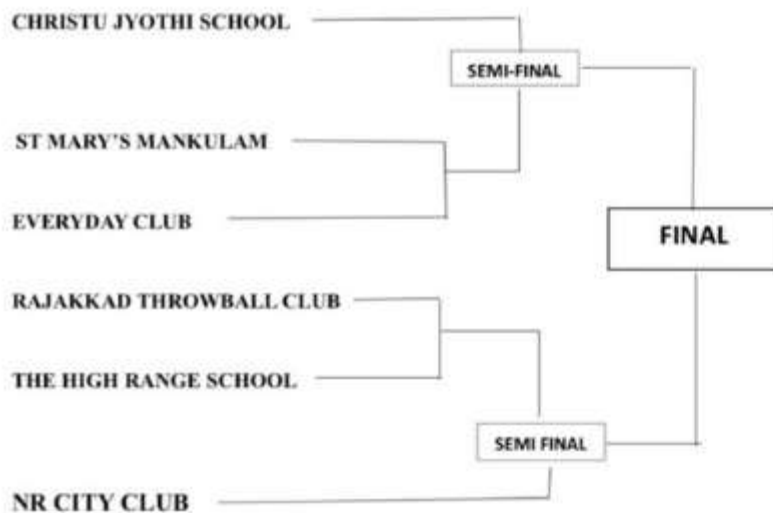 CHRISTU JYOTHI SCHOOL
SEMI-FINAL
ST MARY'S MANKULAM
EVERYDAY CLUB
FINAL
RAJAKKAD THROWBALL CLUB
THE HIGH RANGE SCHOOL
SEMI FINAL
NR CITY CLUB